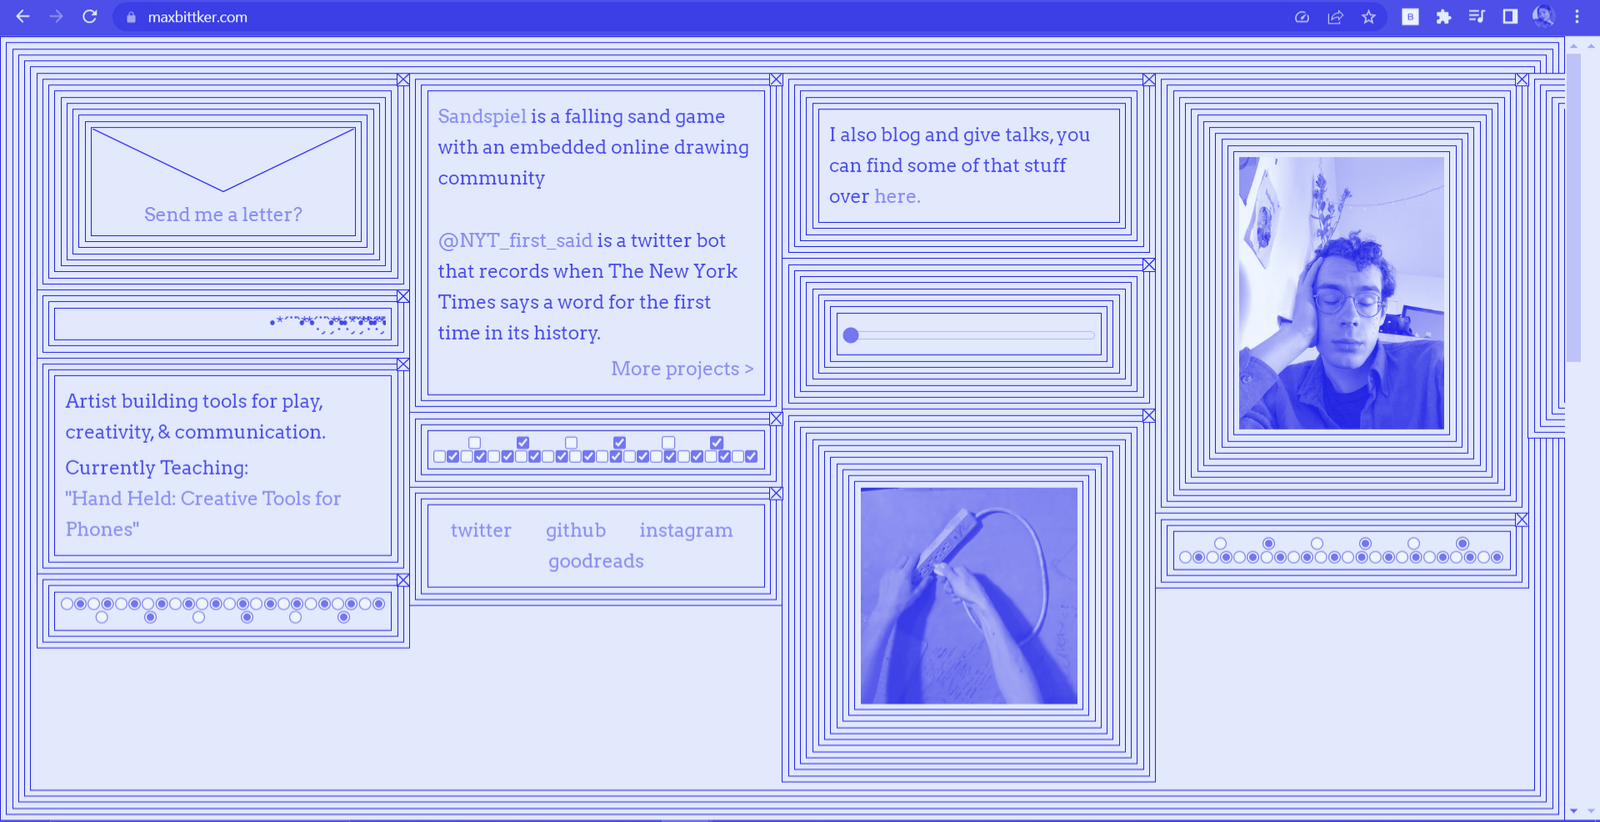 maxbittker.com
Send me a letter?
Artist building tools for play,
creativity, & communication.
Currently Teaching:
"Hand Held: Creative Tools for
Phones"
Sandspiel is a falling sand game
with an embedded online drawing
community
@NYT_first_said is a twitter bot
that records when The New York
Times says a word for the first
time in its history.
More projects >
twitter github instagram
goodreads
I also blog and give talks, you
can find some of that stuff
over here.